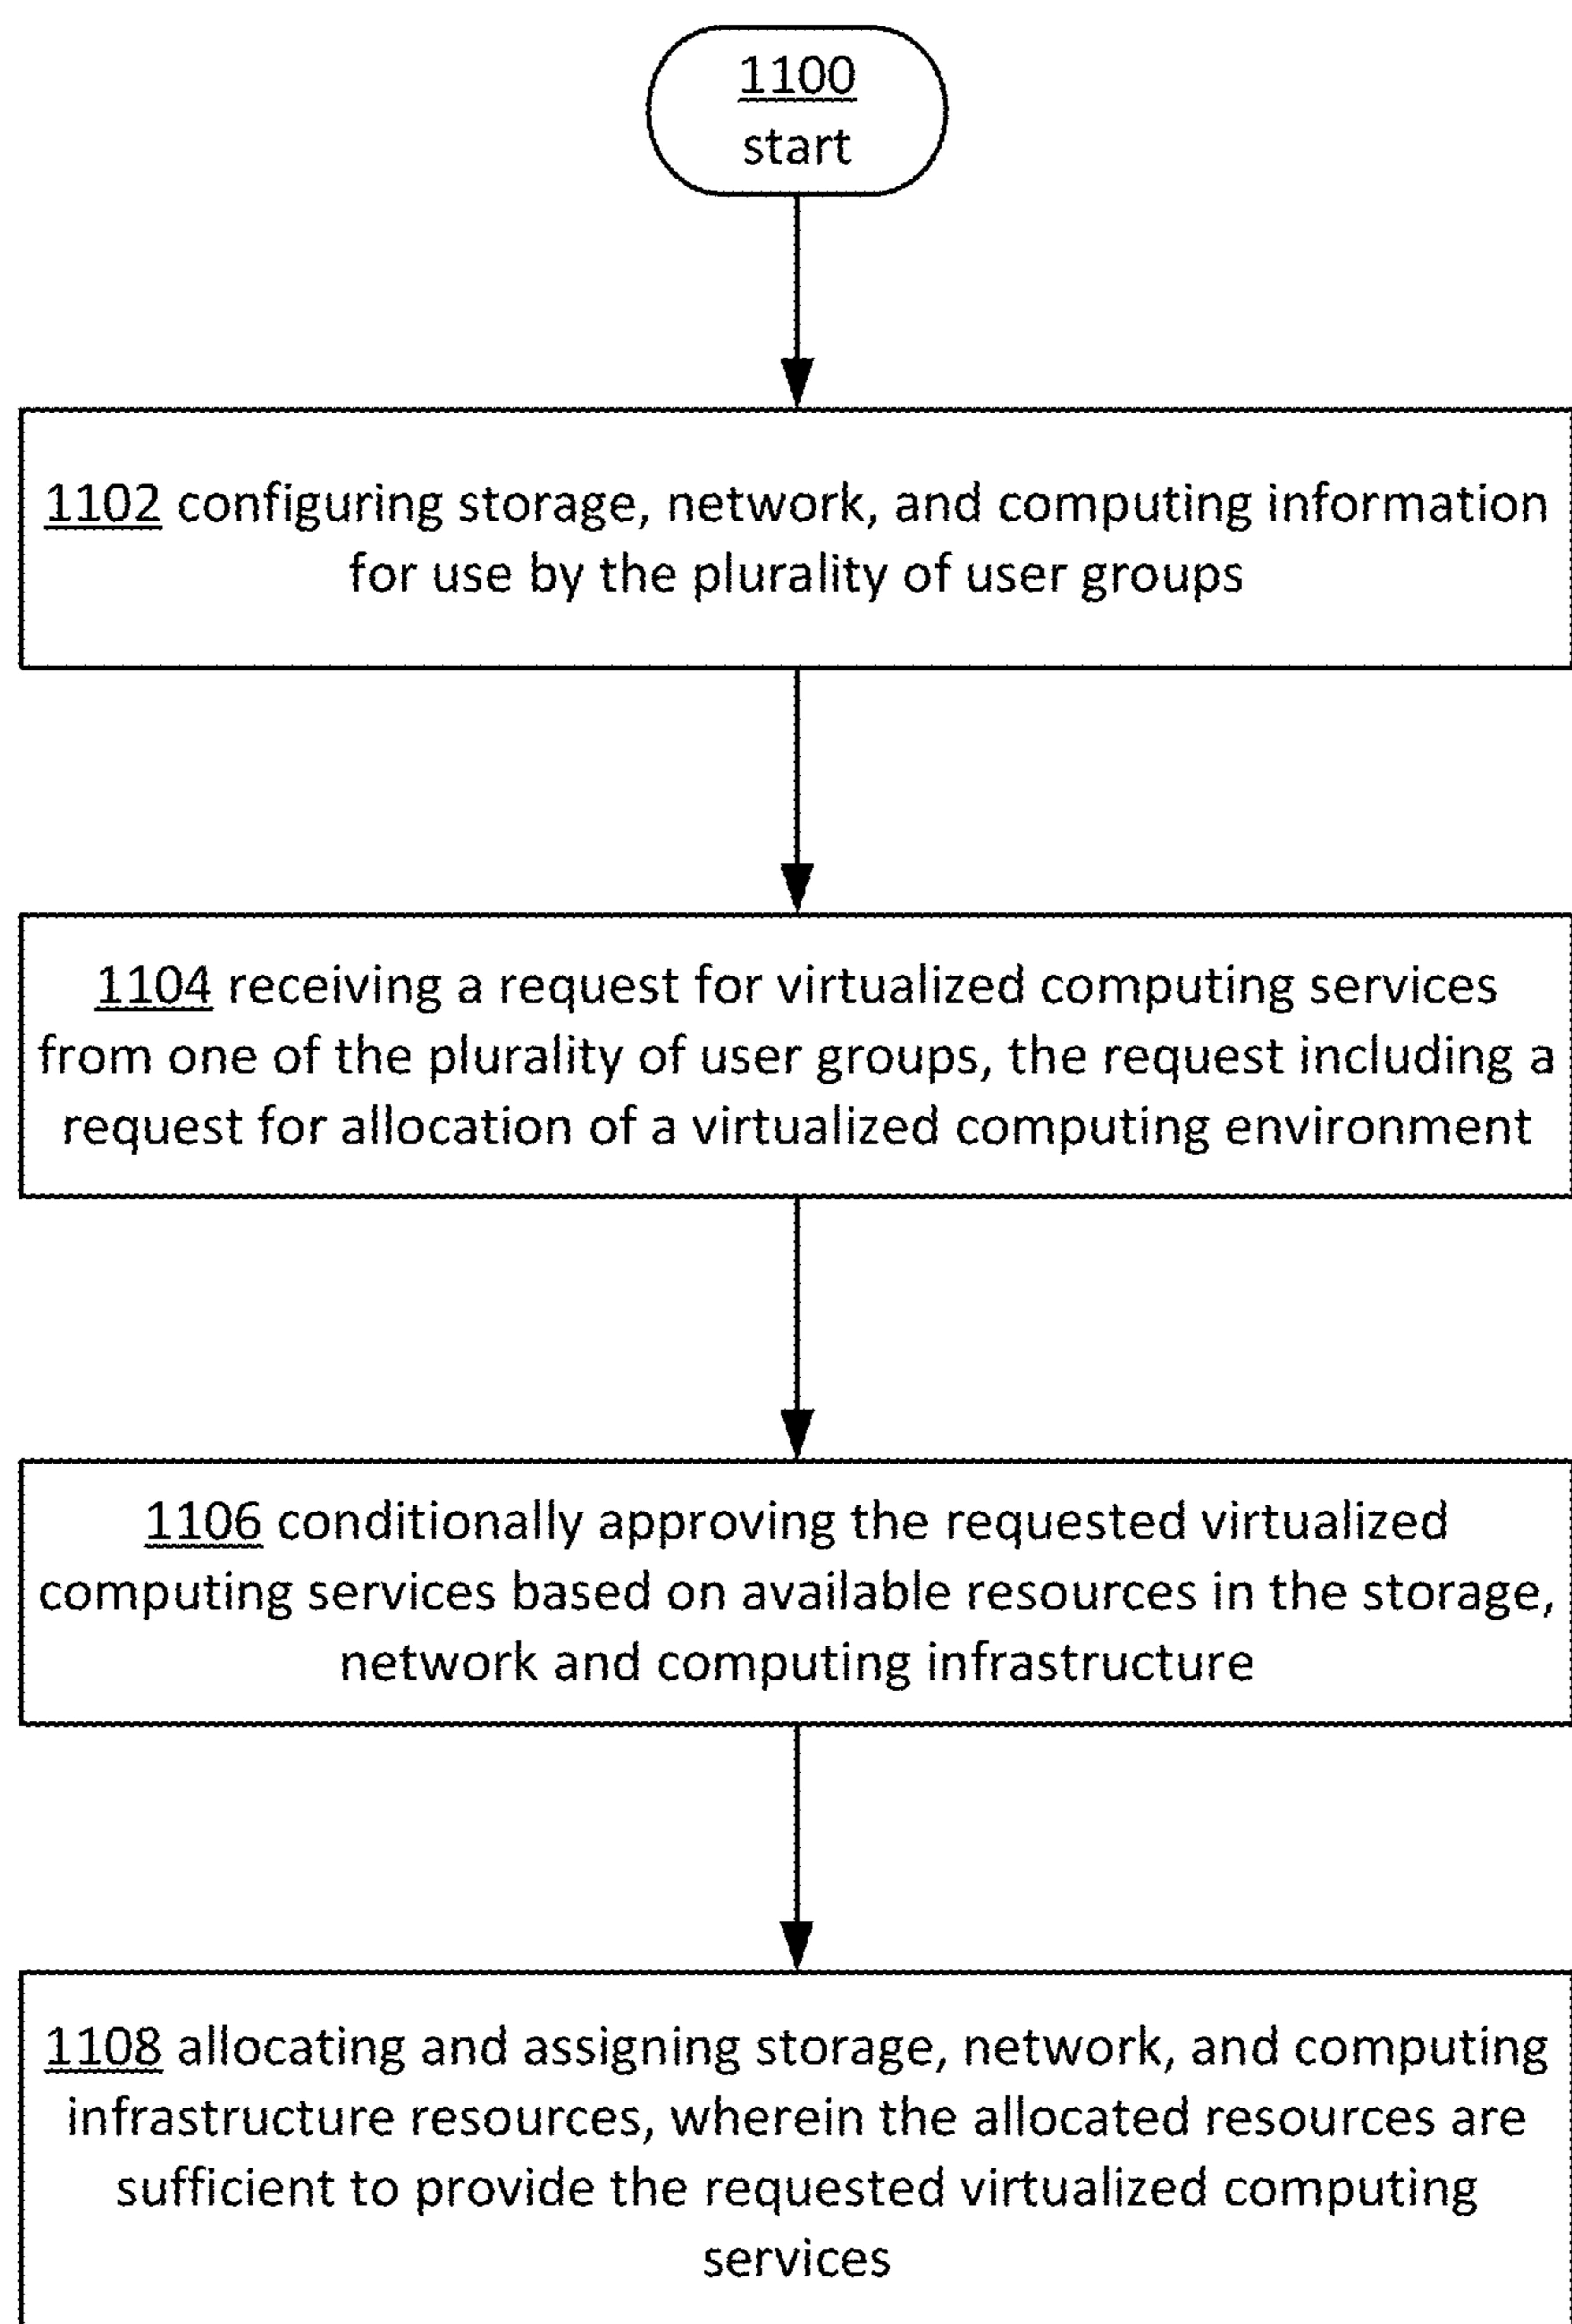 1100
start
1102 configuring storage, network, and computing information
for use by the plurality of user groups
1104 receiving a request for virtualized computing services
from one of the plurality of user groups, the request including a
request for allocation of a virtualized computing environment
1106 conditionally approving the requested virtualized
computing services based on available resources in the storage,
network and computing infrastructure
1108 allocating and assigning storage, network, and computing
infrastructure resources, wherein the allocated resources are
sufficient to provide the requested virtualized computing
services